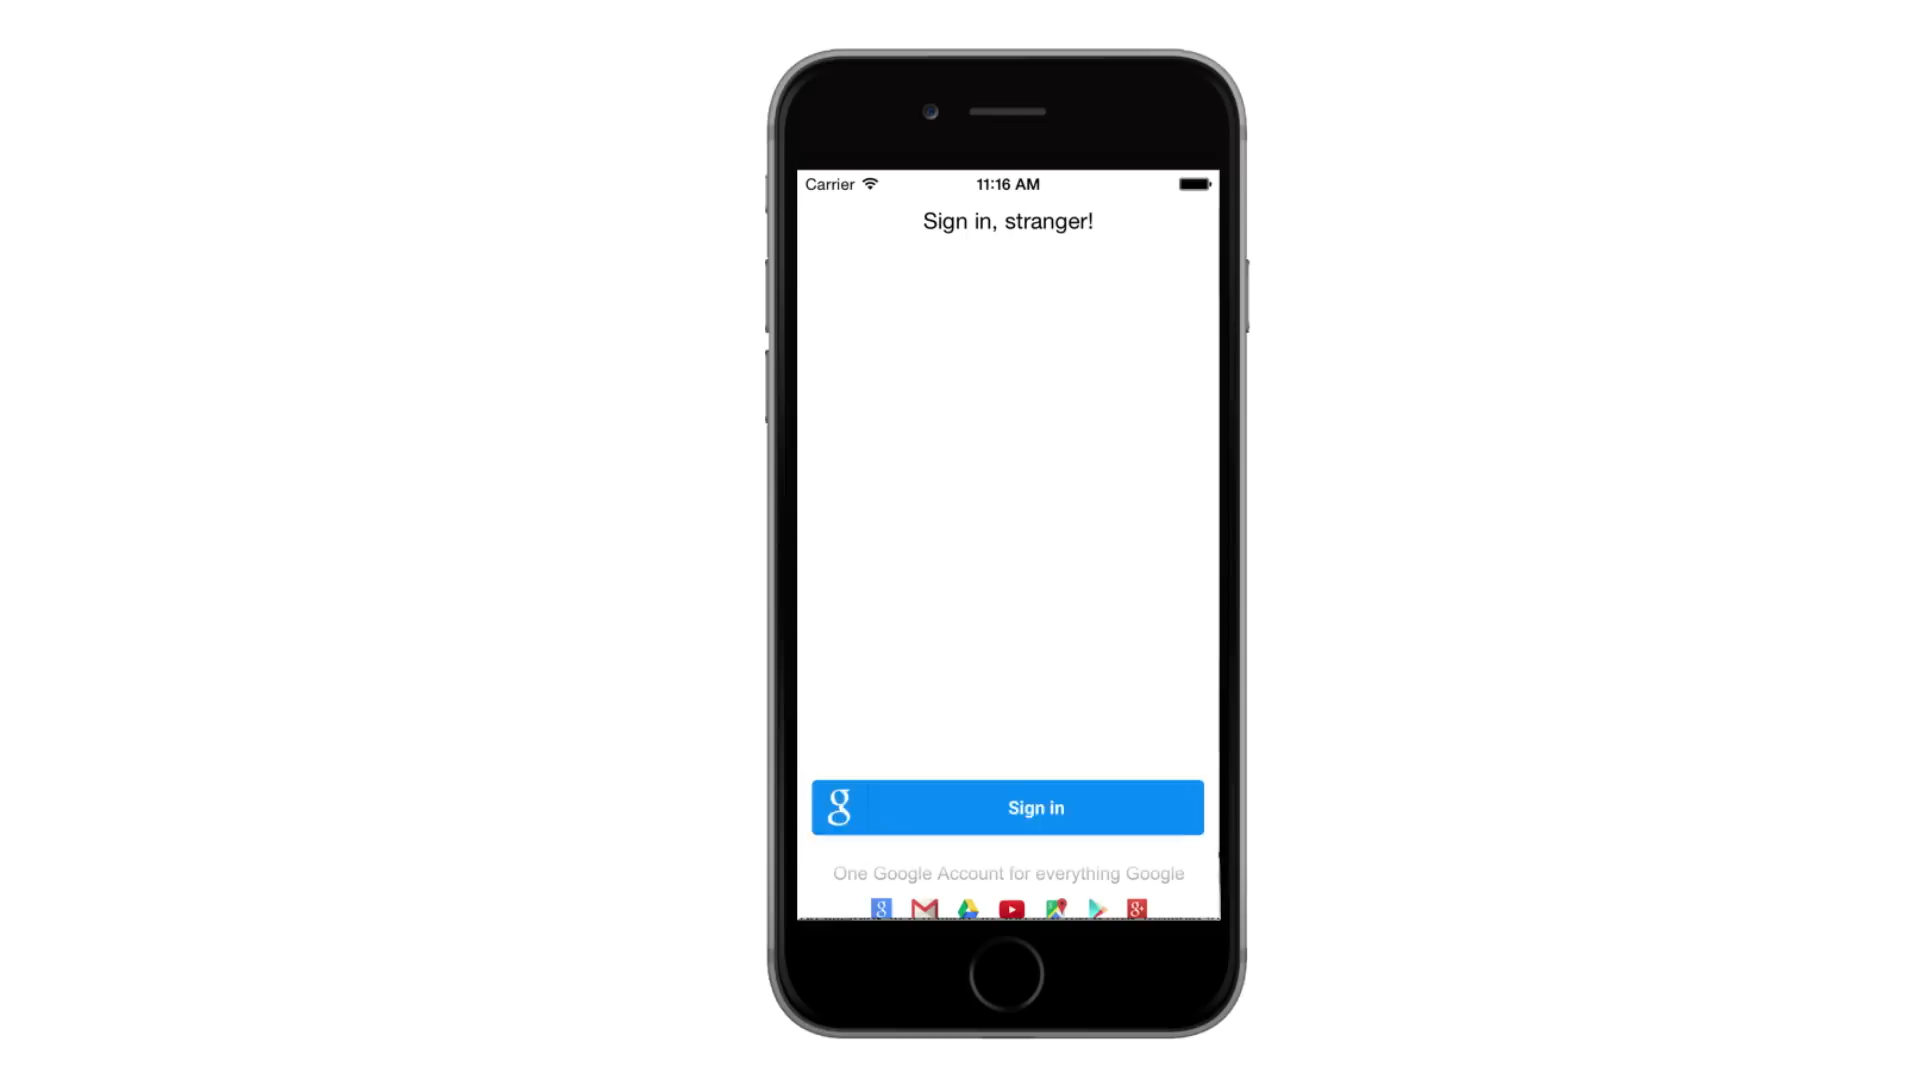 Carrier 11:16 AM
Sign in, stranger!
g Sign in
One Google Account for everything Google
g g+